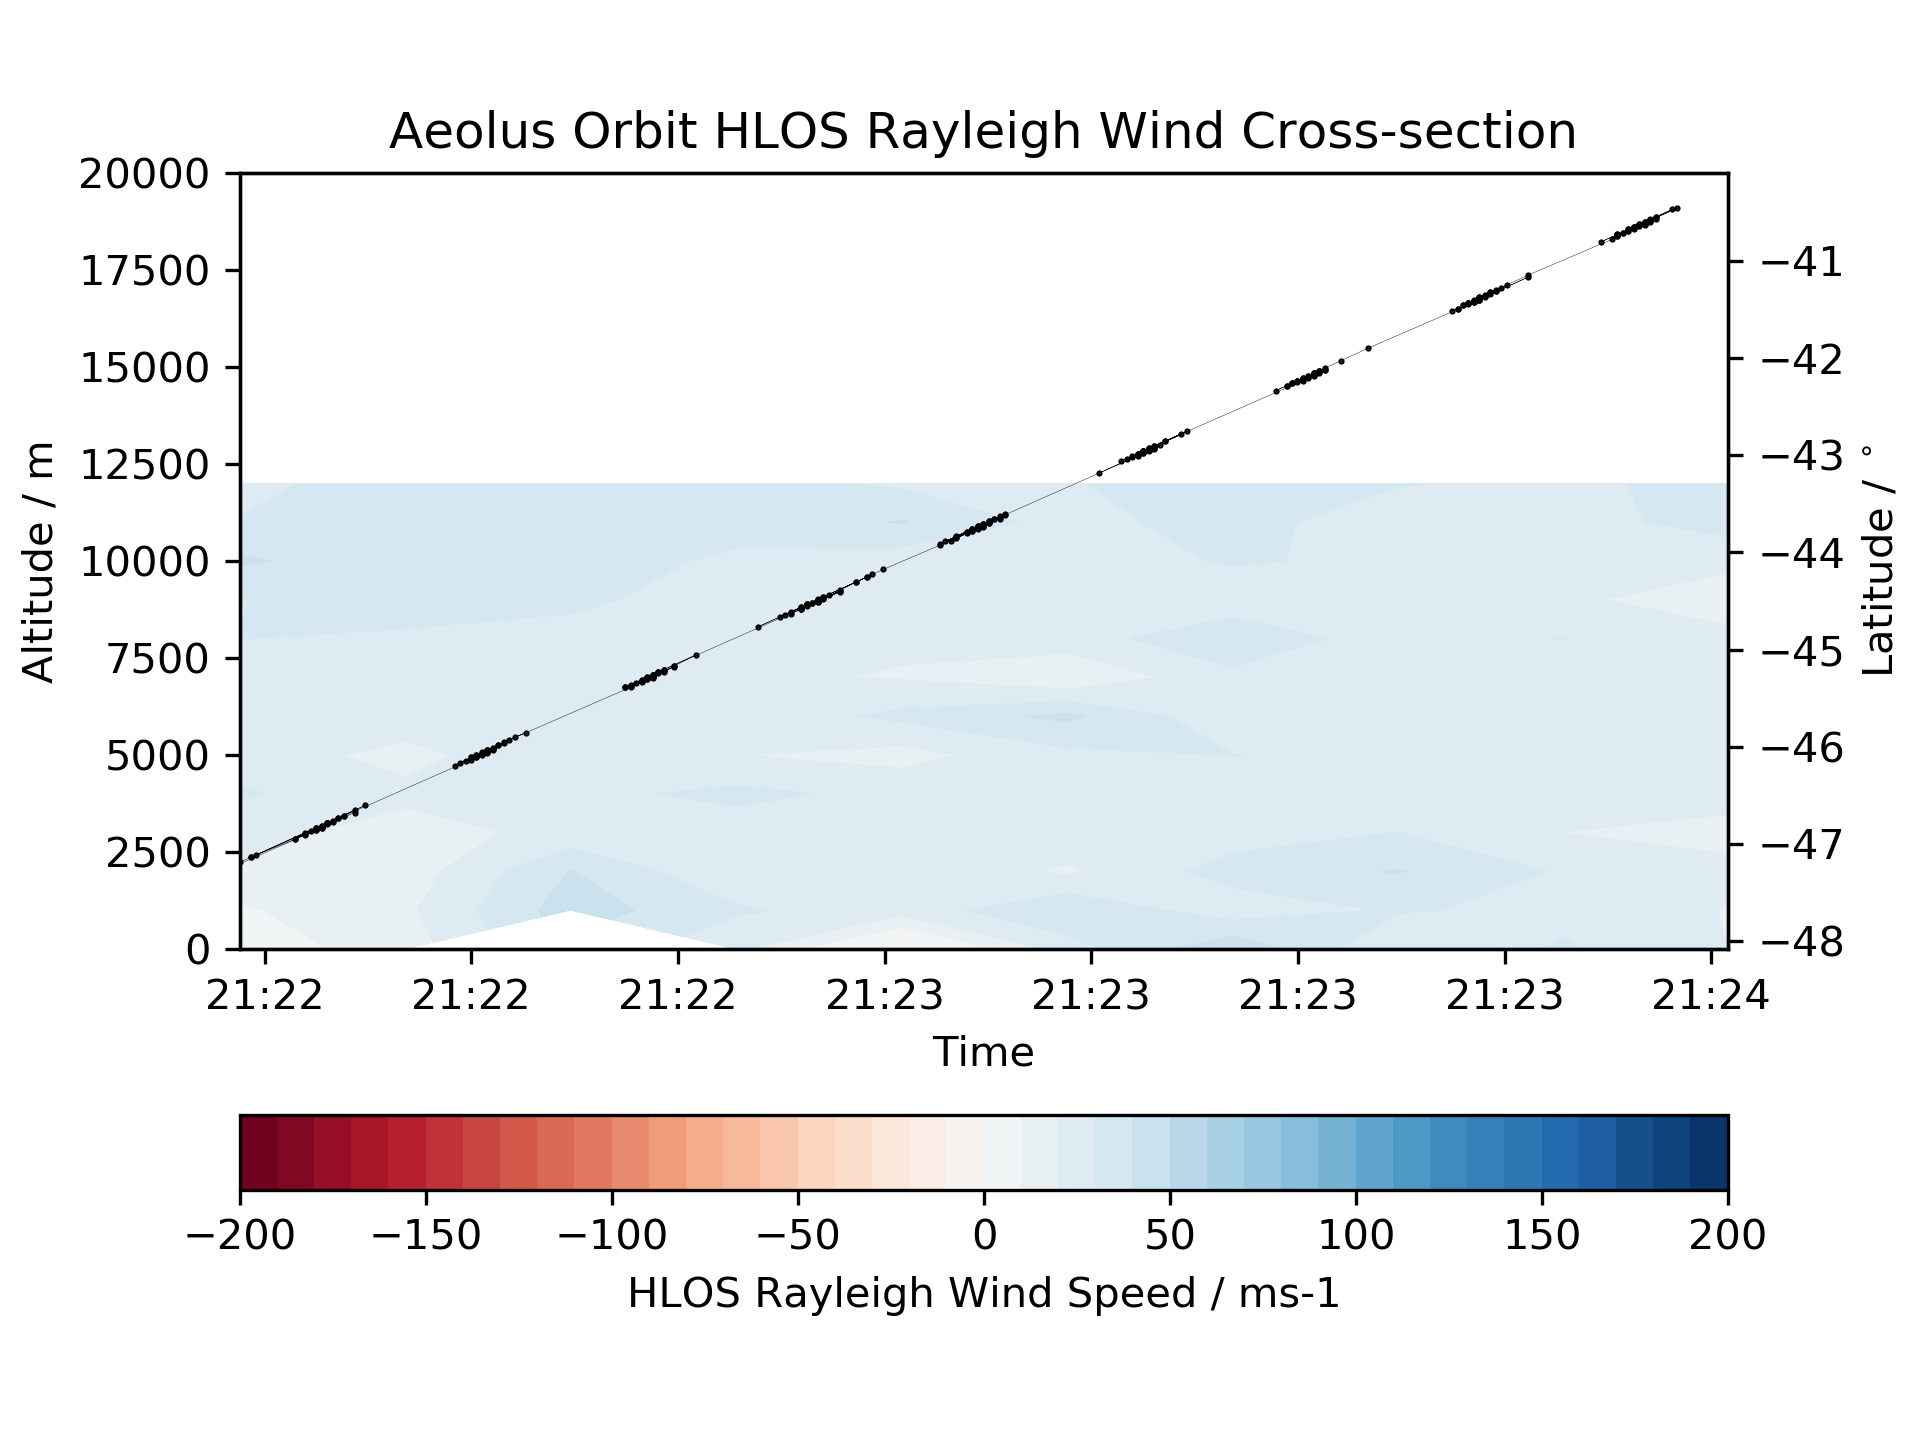 Aeolus Orbit HLOS Rayleigh Wind Cross-section
20000
17500
15000
12500
10000
7500
5000
2500
0
Altitude / m
−41
−42
−43
−44
−45
−46
−47
−48
Latitude / °
21:22 21:22 21:22 21:23 21:23 21:23 21:23 21:24
Time
−200 −150 −100 −50 0 50 100 150 200
HLOS Rayleigh Wind Speed / ms-1